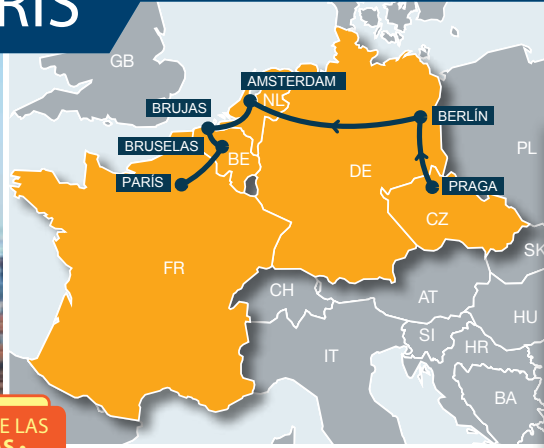 RIS
GB
AMSTERDAM
NL
BRUJAS
BERLÍN
BRUSELAS
BE
PL
DE
PARÍS
PRAGA
CZ
SK
FR
CH
AT
HU
SI
HR
IT
BA
E LAS